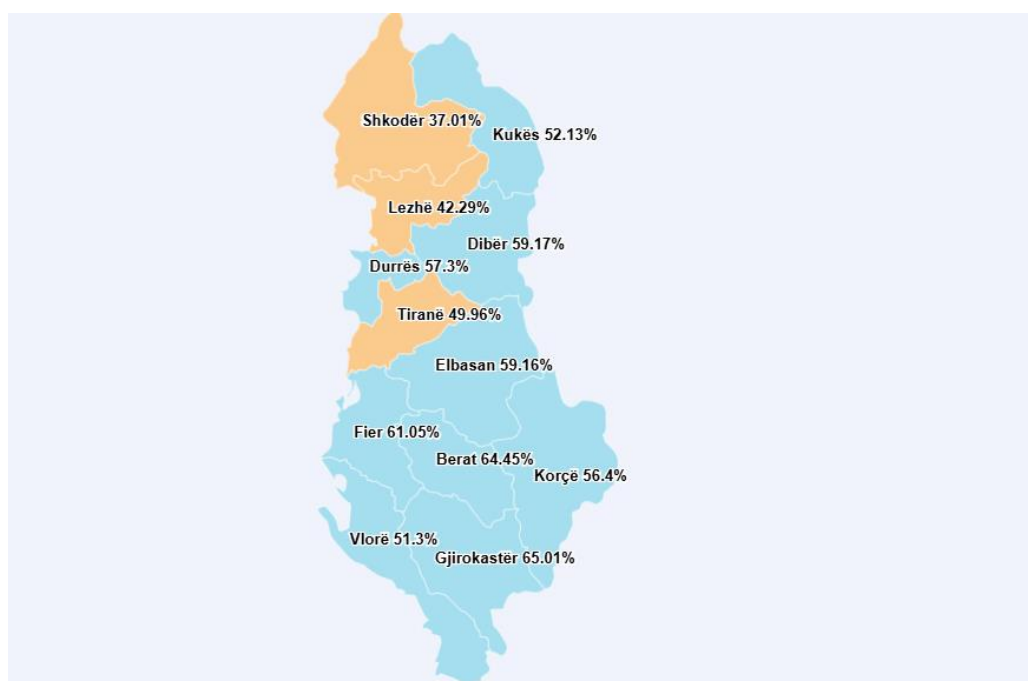 Shkodër 37.01%
Kukës 52.13%
Lezhë 42.29%
Dibër 59.17%
Durrës 57.3%
Tiranë 49.96%
Elbasan 59.16%
Fier 61.05%
Berat 64.45%
Korçë 56.4%
Vlorë 51.3%
Gjirokastër 65.01%